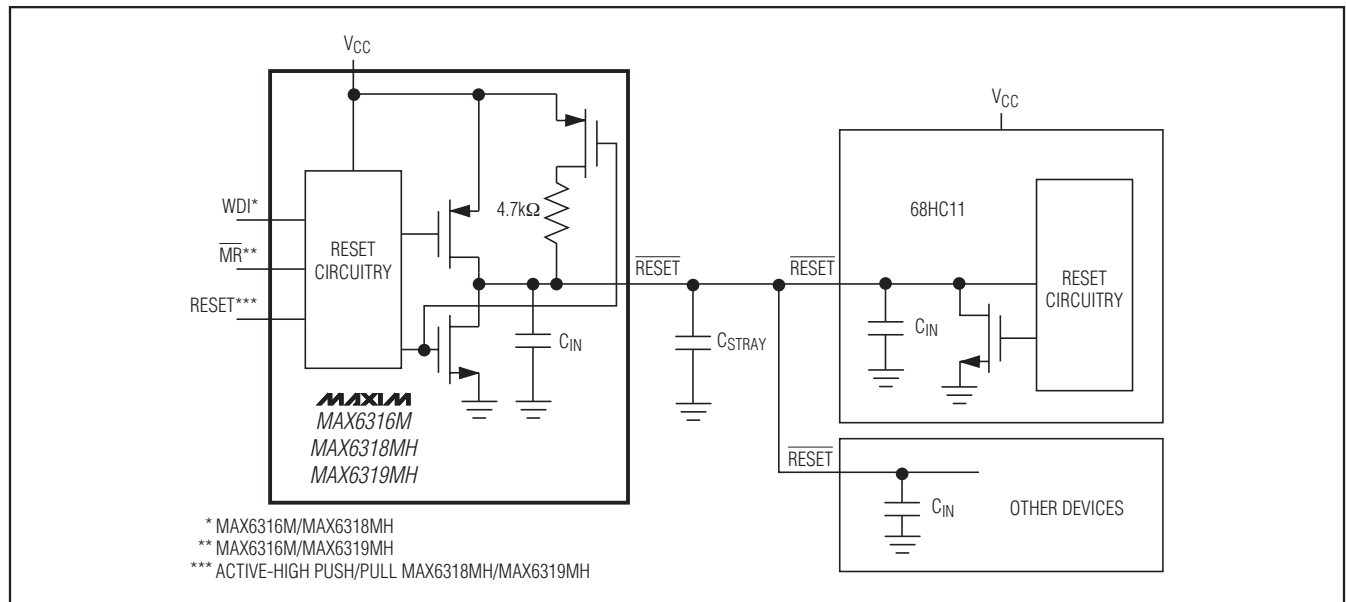 VCC
VCC
WDI*
MR**
RESET***
RESET
CIRCUITRY
4.7kΩ
CIN
MAXIM
MAX6316M
MAX6318MH
MAX6319MH
RESET
CSTRAY
RESET
68HC11
CIN
RESET
CIRCUITRY
RESET
CIN
OTHER DEVICES
* MAX6316M/MAX6318MH
** MAX6316M/MAX6319MH
*** ACTIVE-HIGH PUSH/PULL MAX6318MH/MAX6319MH